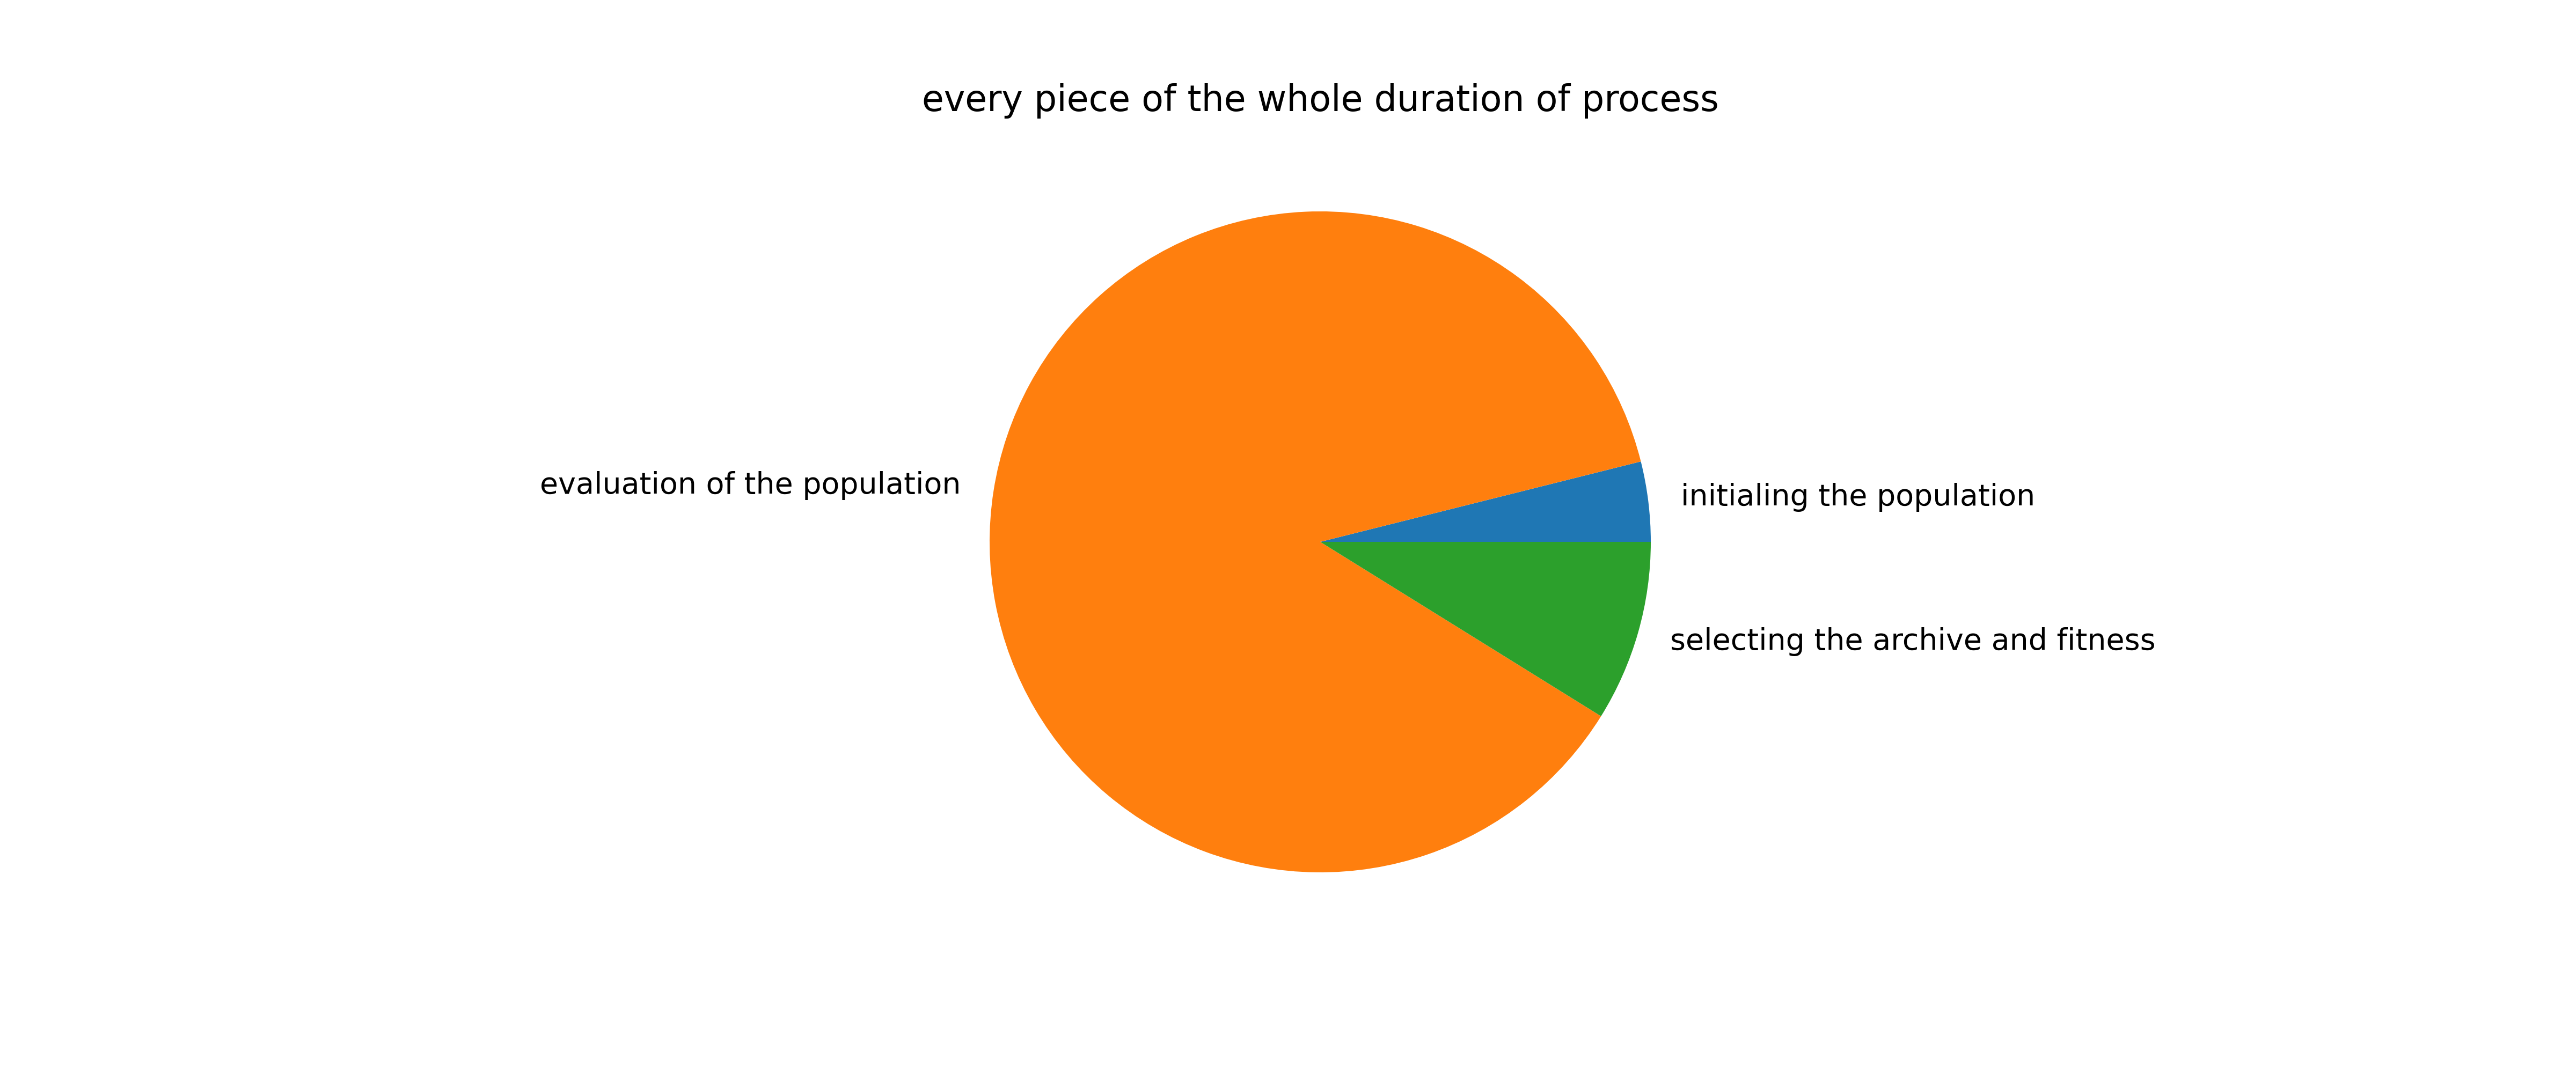 every piece of the whole duration of process
evaluation of the population
initialing the population
selecting the archive and fitness